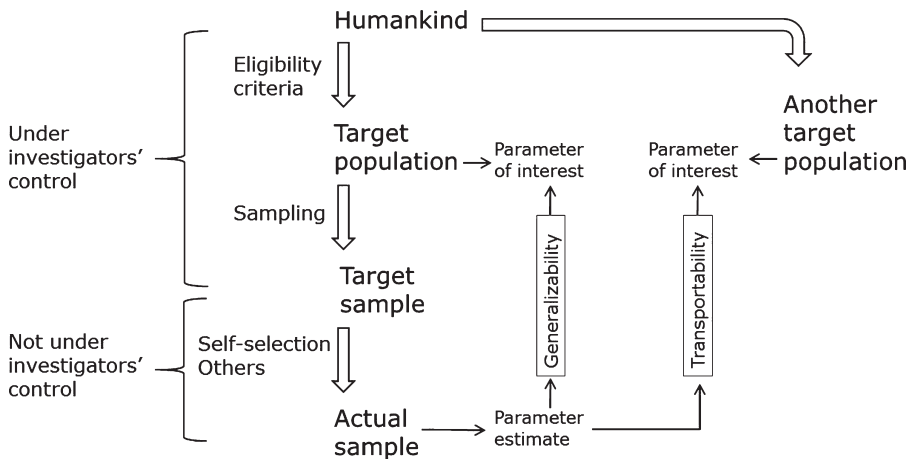 Humankind
Eligibility
criteria
Another
target
population
Under
investigators’
control
Target
population
Parameter
of interest
Parameter
of interest
Sampling
Generalizability
Transportability
Target
sample
Not under
investigators’
control
Self-selection
Others
Actual
sample
Parameter
estimate